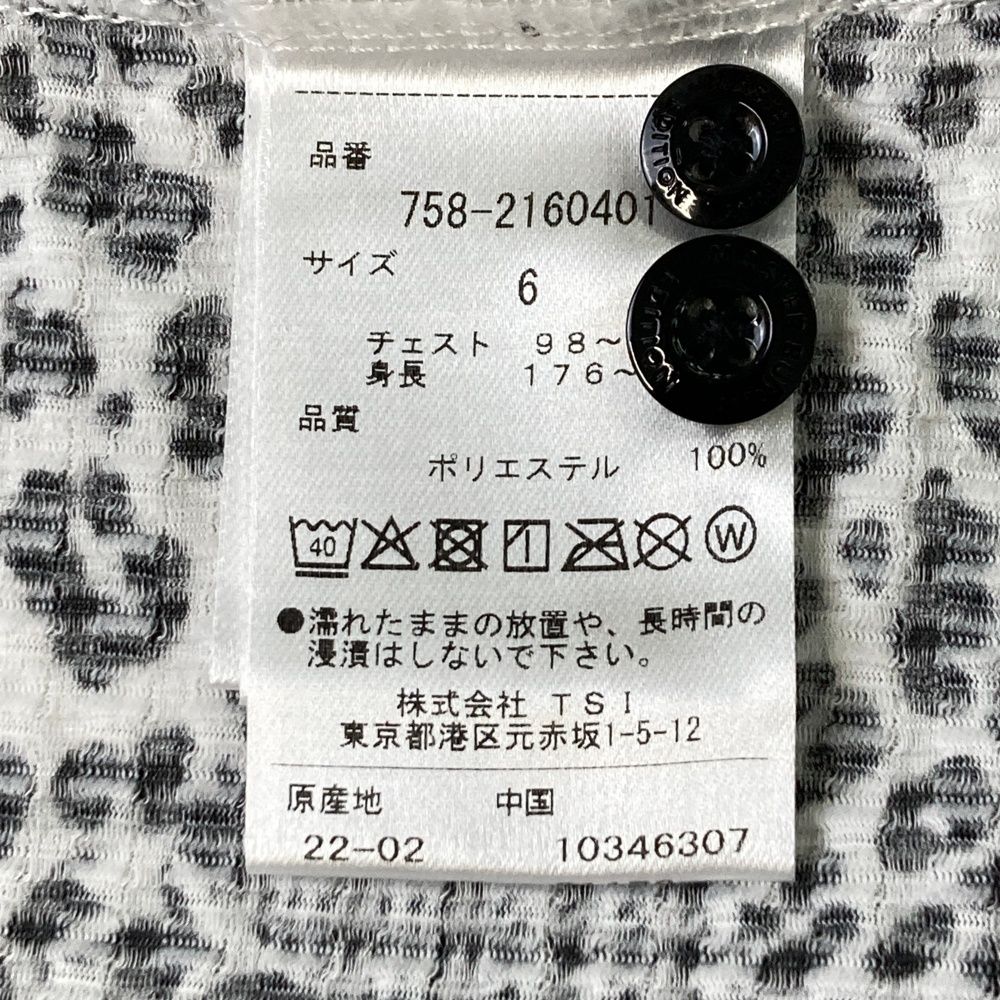 品番
758-2160401
サイズ
6
チェスト 98~
身長 176~
品質
ポリエステル 100%
40
W
●濡れたままの放置や、長時間の
浸漬はしないで下さい。
株式会社 TSI
東京都港区元赤坂1-5-12
原産地 中国
22-02 10346307
EDITION
EDITION